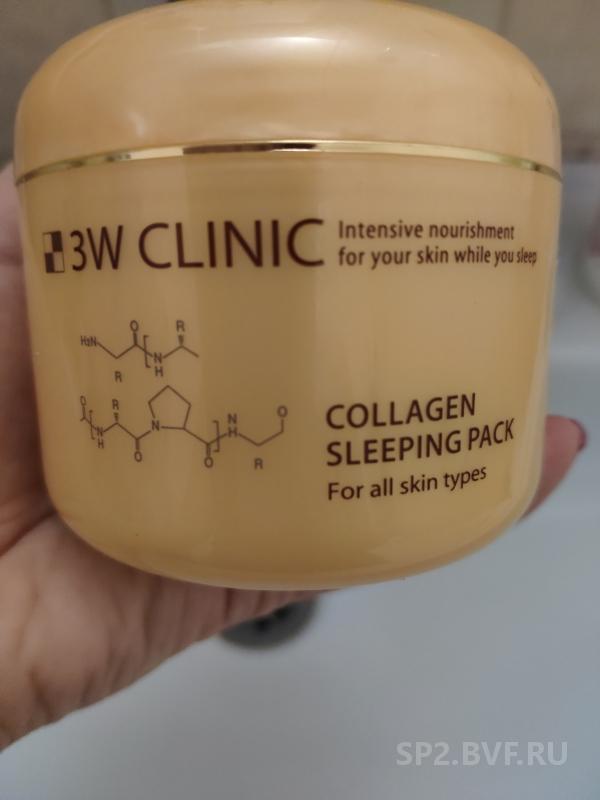 3W CLINIC
Intensive nourishment
for your skin while you sleep
O
R
H₂N
N
H
R
O
R
N
H
N
O
O
N
H
R
O
COLLAGEN
SLEEPING PACK
For all skin types
SP2.BVF.RU